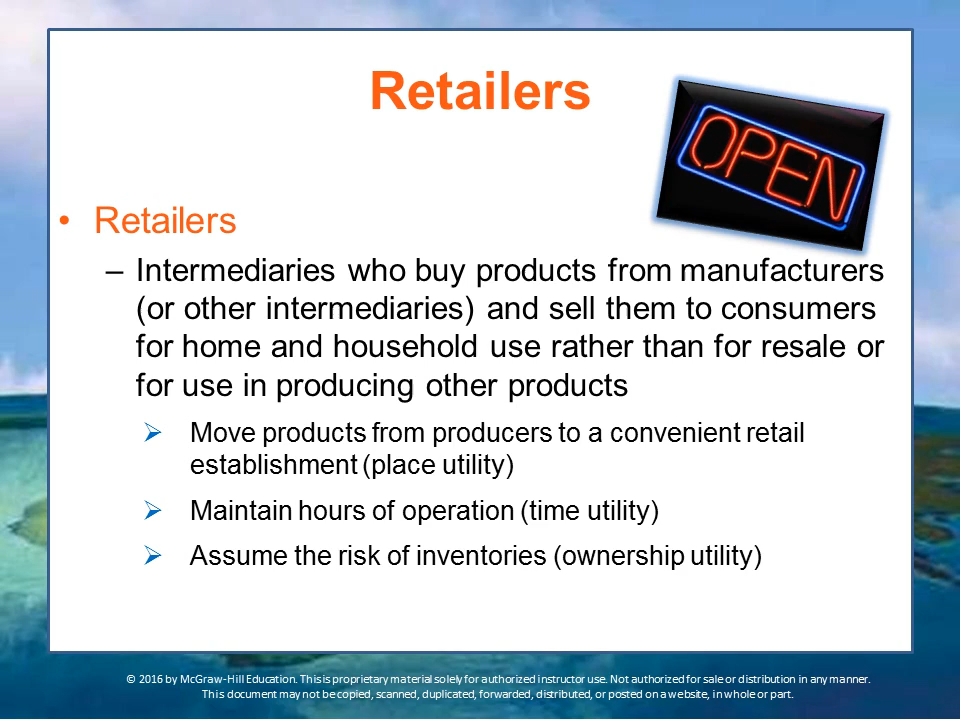 Retailers
OPEN
• Retailers
– Intermediaries who buy products from manufacturers
(or other intermediaries) and sell them to consumers
for home and household use rather than for resale or
for use in producing other products
➢ Move products from producers to a convenient retail
establishment (place utility)
➢ Maintain hours of operation (time utility)
➢ Assume the risk of inventories (ownership utility)
© 2016 by McGraw-Hill Education. This is proprietary material solely for authorized instructor use. Not authorized for sale or distribution in any manner.
This document may not be copied, scanned, duplicated, forwarded, distributed, or posted on a website, in whole or part.